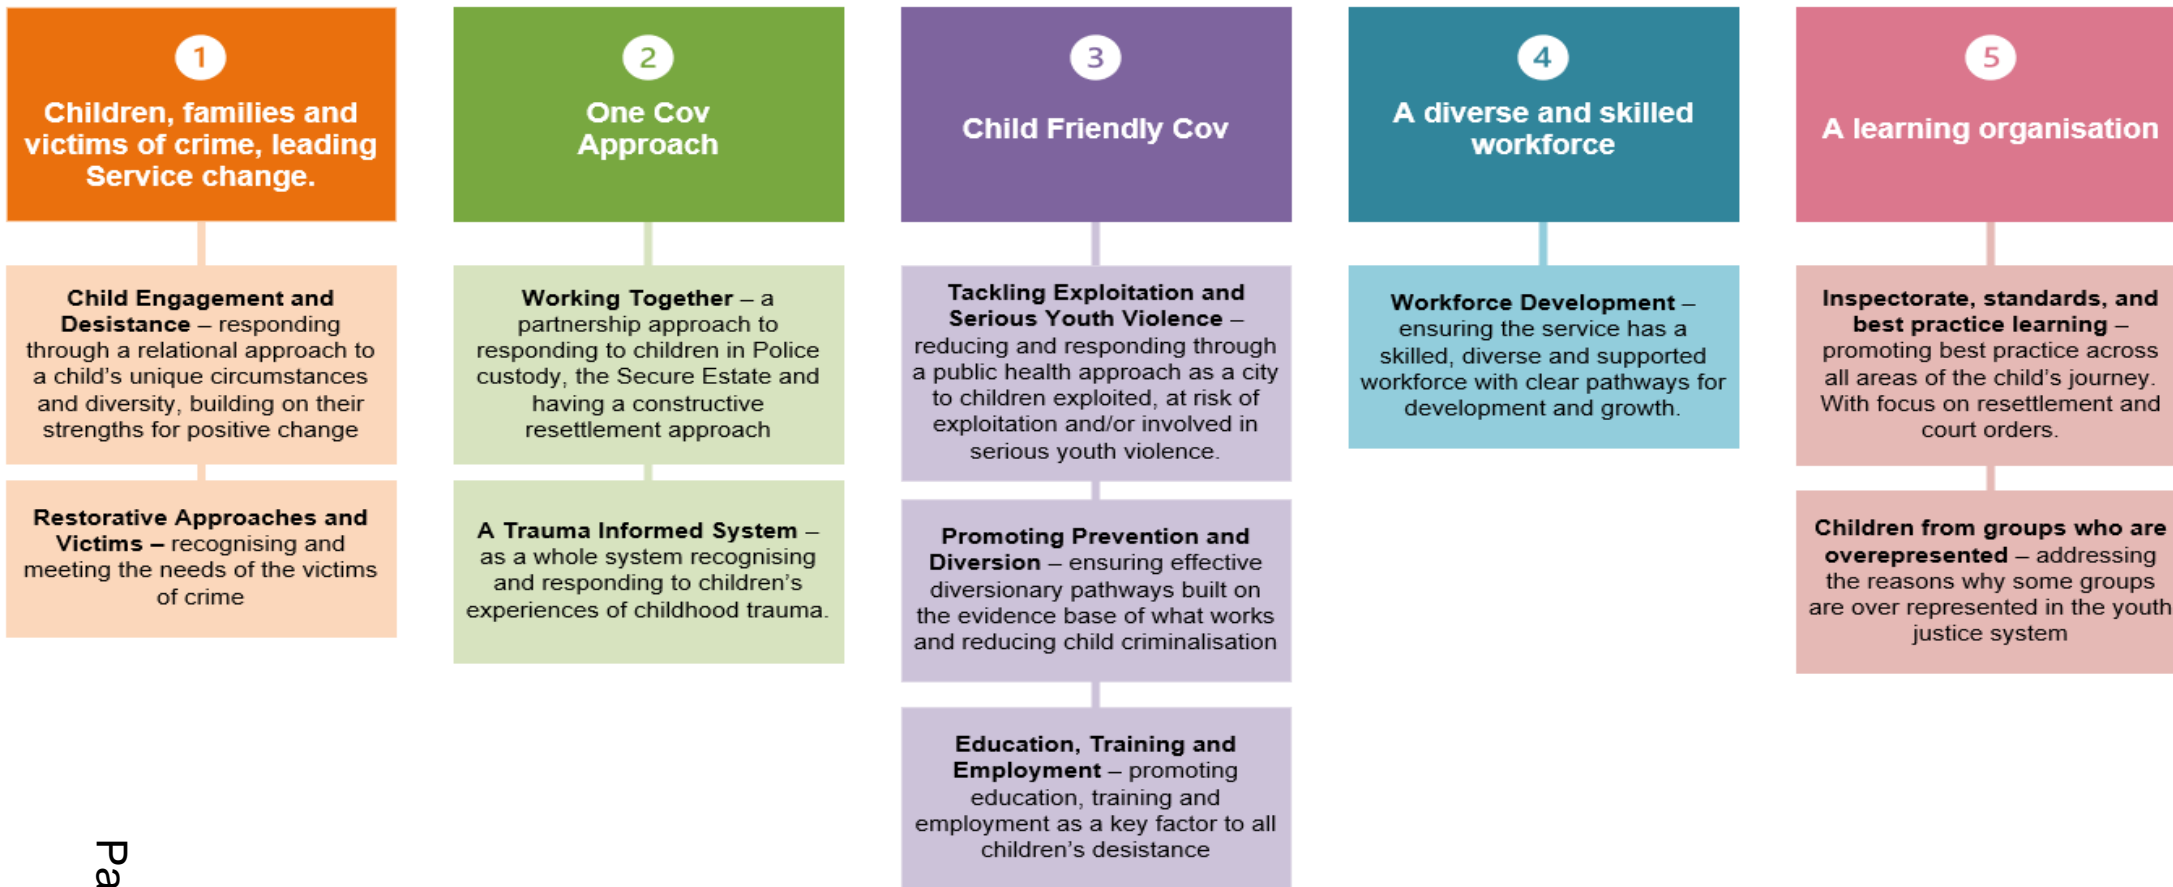 1
Children, families and
victims of crime, leading
Service change.
Child Engagement and
Desistance – responding
through a relational approach to
a child's unique circumstances
and diversity, building on their
strengths for positive change
Restorative Approaches and
Victims – recognising and
meeting the needs of the victims
of crime
2
One Cov
Approach
Working Together – a
partnership approach to
responding to children in Police
custody, the Secure Estate and
having a constructive
resettlement approach
A Trauma Informed System –
as a whole system recognising
and responding to children's
experiences of childhood trauma.
3
Child Friendly Cov
Tackling Exploitation and
Serious Youth Violence –
reducing and responding through
a public health approach as a city
to children exploited, at risk of
exploitation and/or involved in
serious youth violence.
Promoting Prevention and
Diversion – ensuring effective
diversionary pathways built on
the evidence base of what works
and reducing child criminalisation
Education, Training and
Employment – promoting
education, training and
employment as a key factor to all
children's desistance
4
A diverse and skilled
workforce
Workforce Development –
ensuring the service has a
skilled, diverse and supported
workforce with clear pathways for
development and growth.
5
A learning organisation
Inspectorate, standards, and
best practice learning –
promoting best practice across
all areas of the child's journey.
With focus on resettlement and
court orders.
Children from groups who are
overrepresented – addressing
the reasons why some groups
are over represented in the youth
justice system
Pa